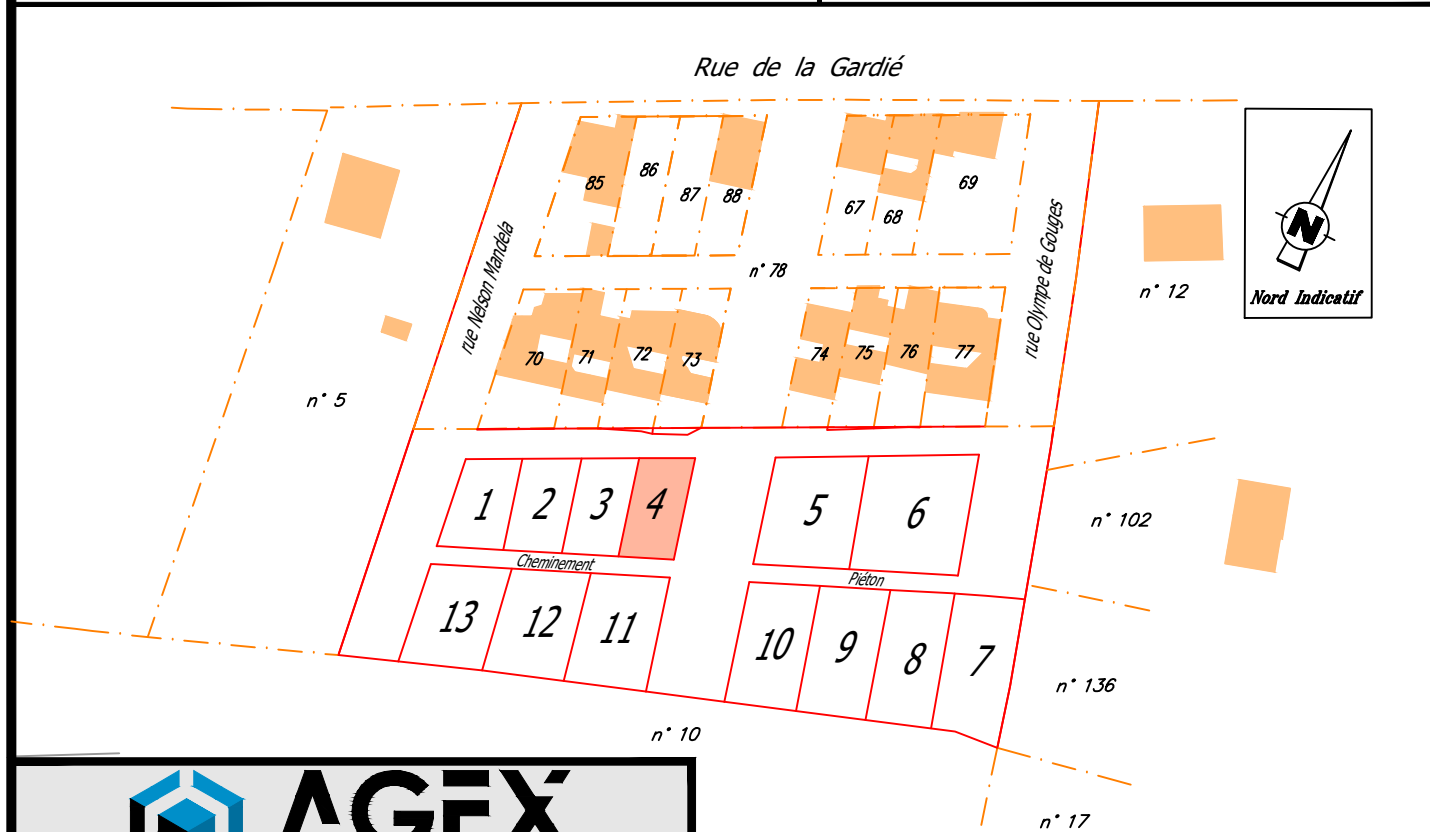 Rue de la Gardié
85
86
87
88
67
68
69
rue Nelson Mandela
n° 78
rue Olympe de Gouges
n° 12
N
Nord Indicatif
70
71
72
73
74
75
76
77
n° 5
1
2
3
4
5
6
n° 102
Cheminement
Piéton
13
12
11
10
9
8
7
n° 136
n° 10
AGEX
n° 17